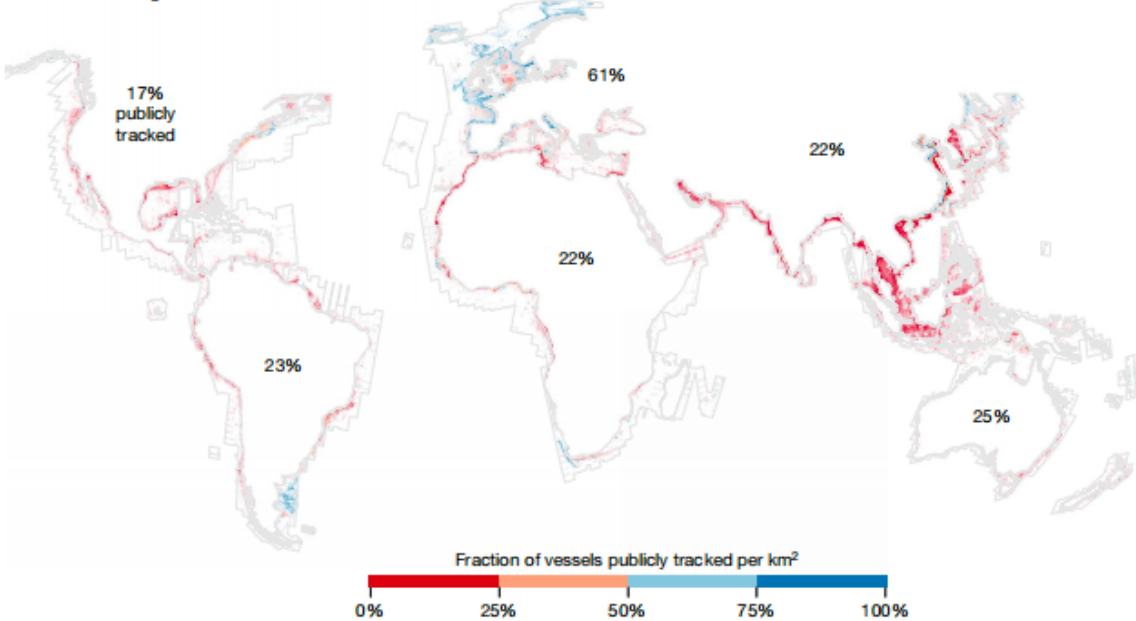 61%
17%
publicly
tracked
22%
22%
23%
25%
Fraction of vessels publicly tracked per km²
0% 25% 50% 75% 100%